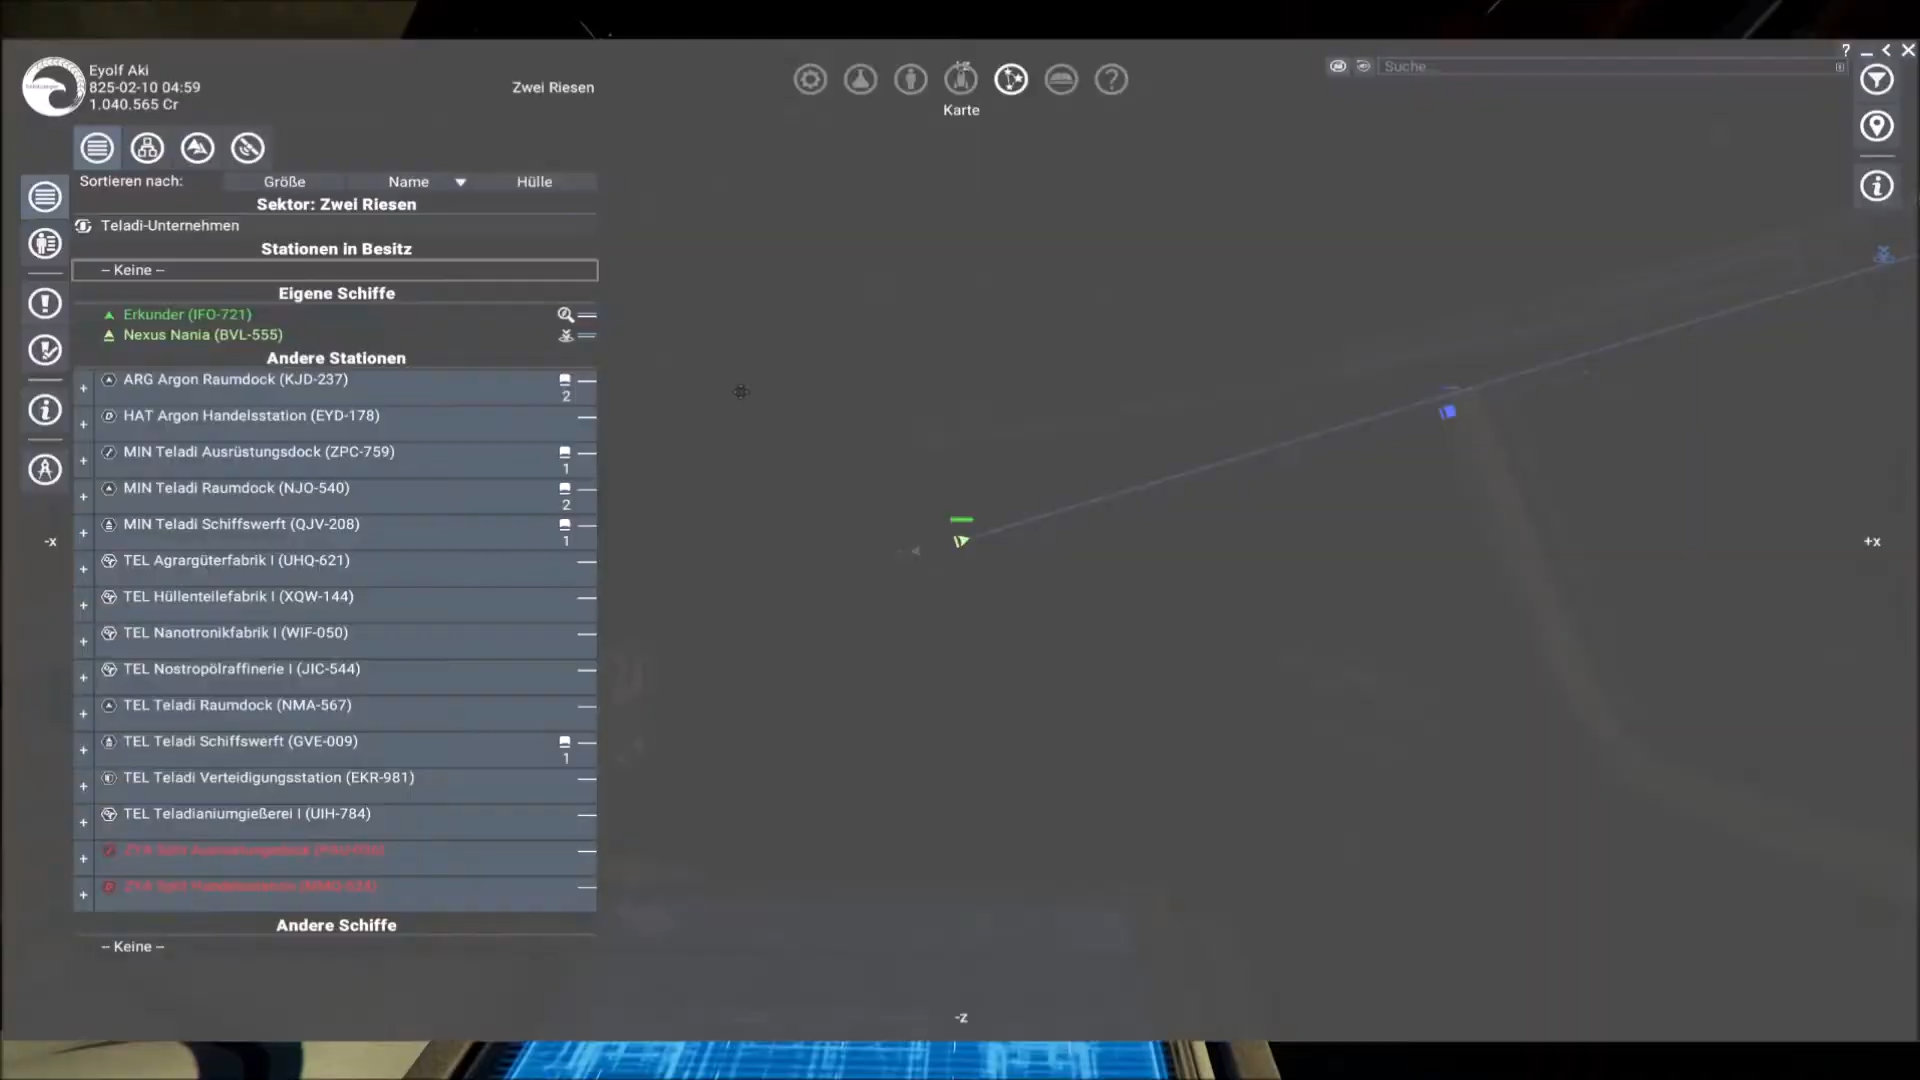 Eyolf Aki
825-02-10 04:59
1.040.565 Cr
Zwei Riesen
Karte
Suche...
?
Sortieren nach:
Größe
Name
Hülle
Sektor: Zwei Riesen
Teladi-Unternehmen
Stationen in Besitz
-- Keine --
Eigene Schiffe
Erkunder (IFO-721)
Nexus Nania (BVL-555)
Andere Stationen
ARG Argon Raumdock (KJD-237)
2
HAT Argon Handelsstation (EYD-178)
MIN Teladi Ausrüstungsdock (ZPC-759)
1
MIN Teladi Raumdock (NJO-540)
2
MIN Teladi Schiffswerft (QJV-208)
1
TEL Agrargüterfabrik I (UHQ-621)
TEL Hüllenteilefabrik I (XQW-144)
TEL Nanotronikfabrik I (WIF-050)
TEL Nostropölraffinerie I (JIC-544)
TEL Teladi Raumdock (NMA-567)
TEL Teladi Schiffswerft (GVE-009)
1
TEL Teladi Verteidigungsstation (EKR-981)
TEL Teladianiumgießerei I (UIH-784)
Andere Schiffe
-- Keine --
-x
+x
-z